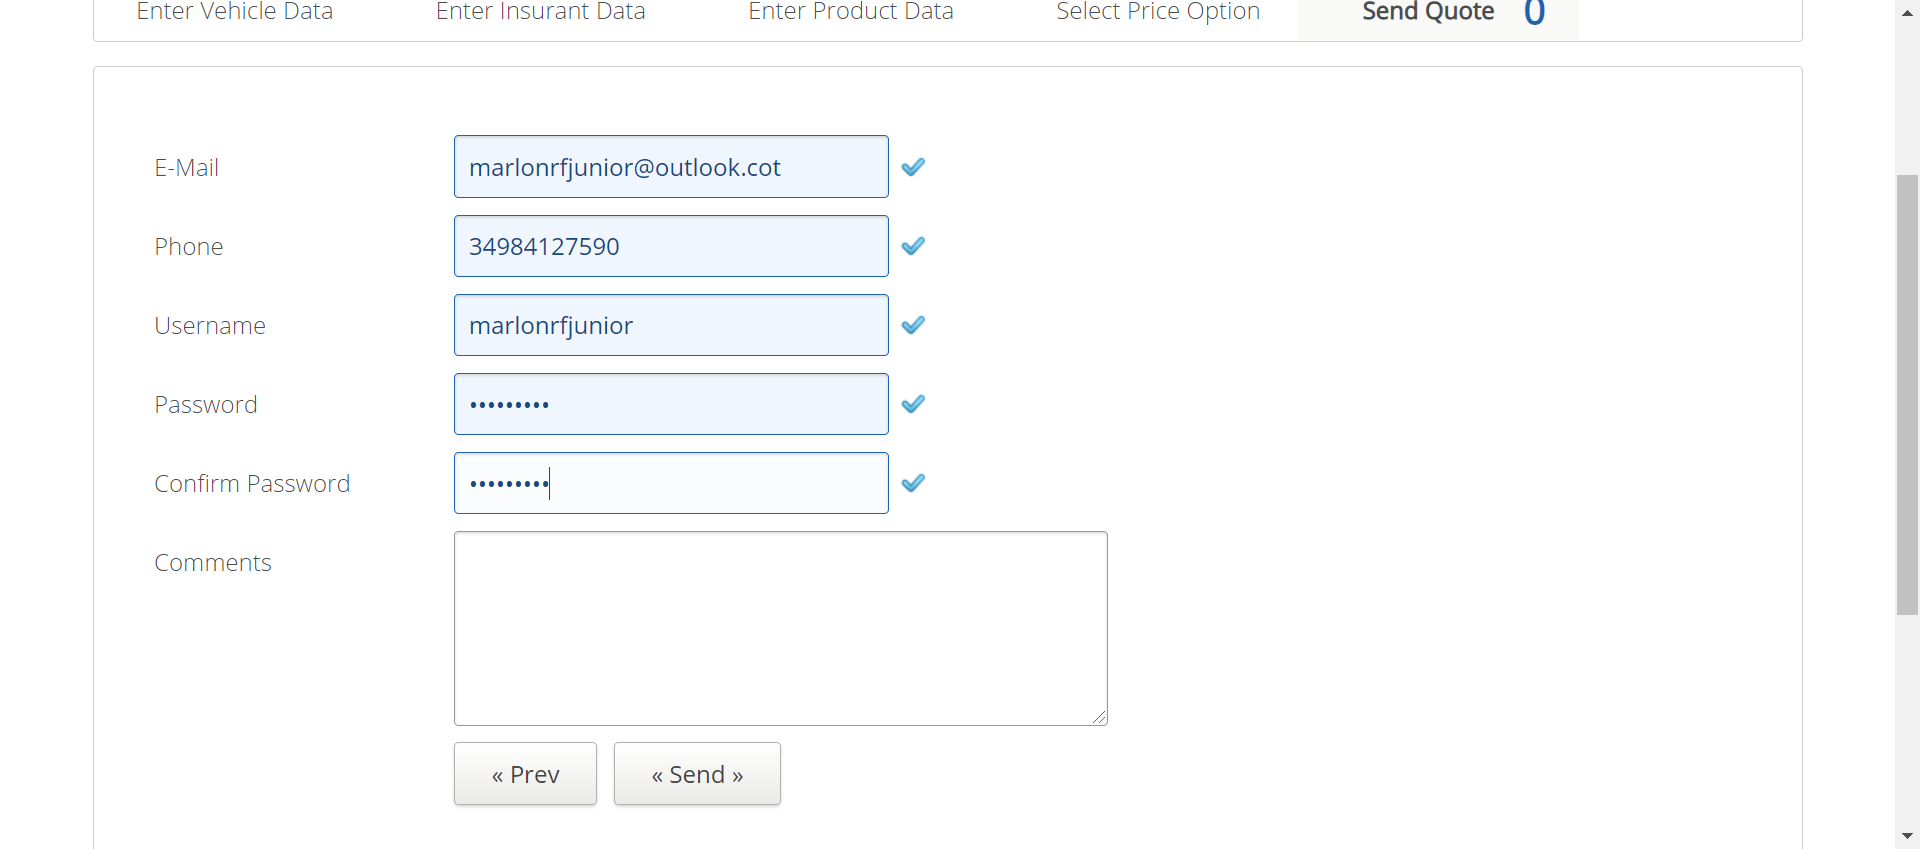 Enter Vehicle Data Enter Insurant Data Enter Product Data Select Price Option Send Quote 0
E-Mail marlonrfjunior@outlook.cot
Phone 34984127590
Username marlonrfjunior
Password •••••••••
Confirm Password •••••••••
Comments
« Prev « Send »